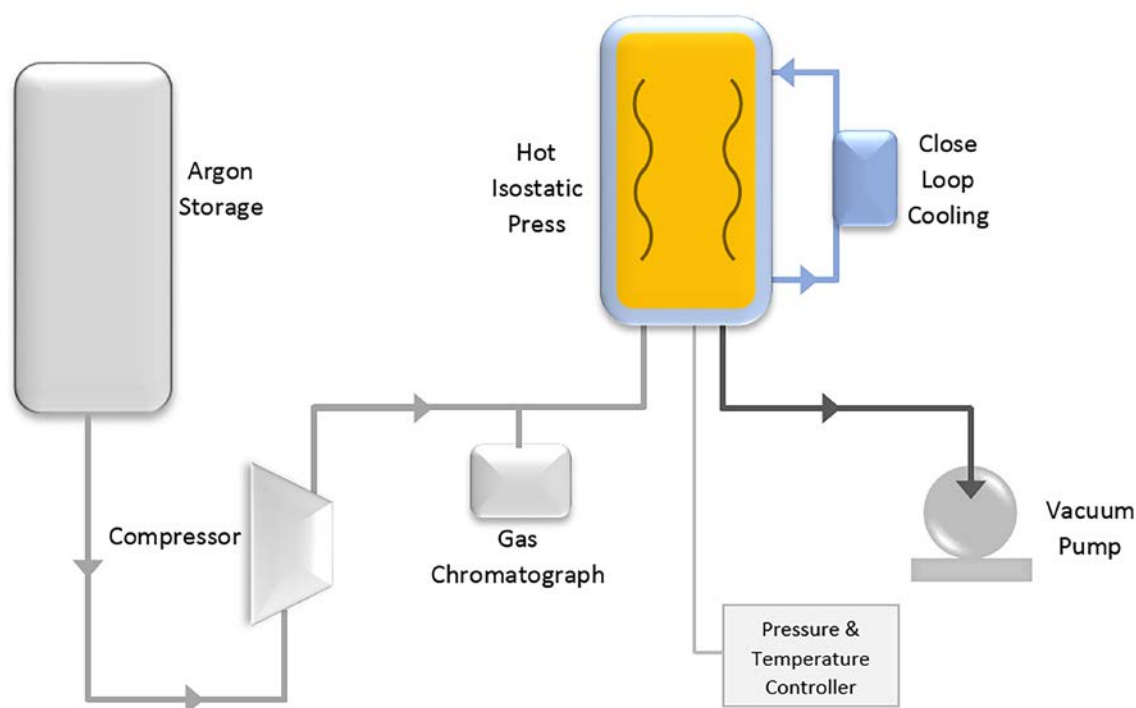 Argon
Storage
Hot
Isostatic
Press
Close
Loop
Cooling
Compressor
Gas
Chromatograph
Vacuum
Pump
Pressure &
Temperature
Controller